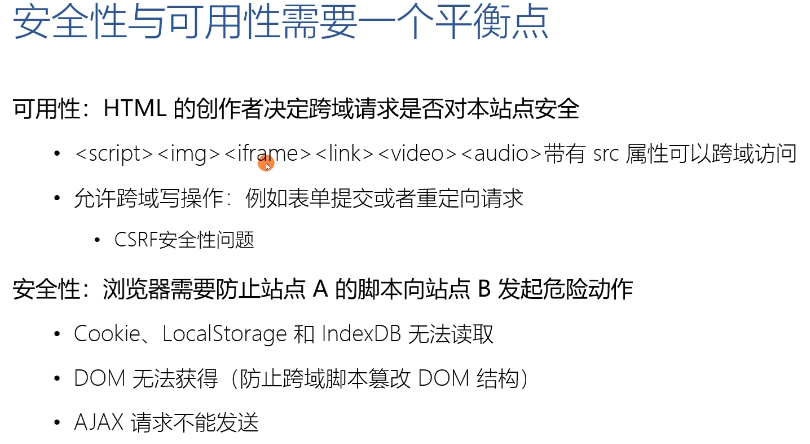 安全性与可用性需要一个平衡点
可用性：HTML 的创作者决定跨域请求是否对本站点安全
• <script><img><iframe><link><video><audio>带有 src 属性可以跨域访问
• 允许跨域写操作：例如表单提交或者重定向请求
• CSRF安全性问题
安全性：浏览器需要防止站点 A 的脚本向站点 B 发起危险动作
• Cookie、LocalStorage 和 IndexDB 无法读取
• DOM 无法获得（防止跨域脚本篡改 DOM 结构）
• AJAX 请求不能发送